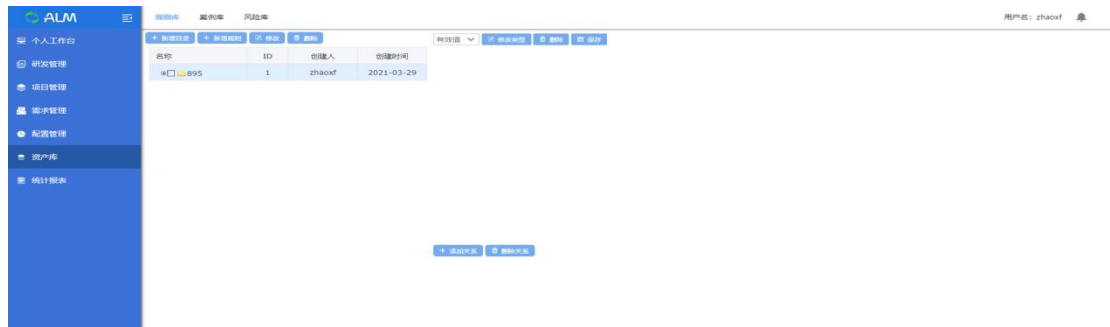 ALM
规则库 案例库 风险库
用户名: zhaoxf
个人工作台
研发管理
项目管理
需求管理
配置管理
资产库
统计报表
+ 新增目录 + 新增规则 修改 删除
名称 ID 创建人 创建时间
895 1 zhaoxf 2021-03-29
有效值 修改类型 删除 保存
+ 添加关系 删除关系